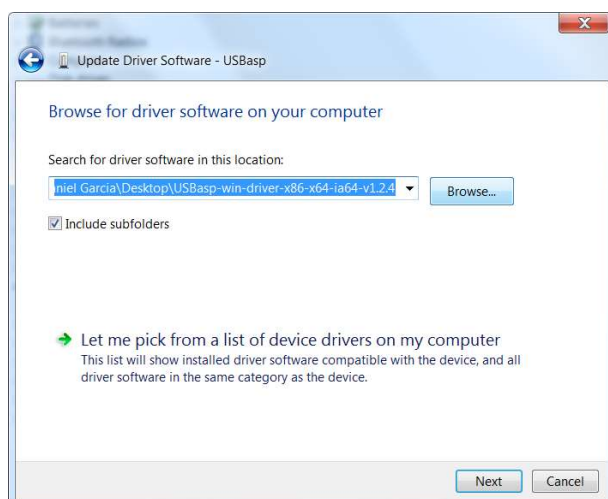 Update Driver Software - USBasp
Browse for driver software on your computer
Search for driver software in this location:
niel Garcia\Desktop\USBasp-win-driver-x86-x64-ia64-v1.2.4
Browse...
Include subfolders
Let me pick from a list of device drivers on my computer
This list will show installed driver software compatible with the device, and all
driver software in the same category as the device.
Next
Cancel